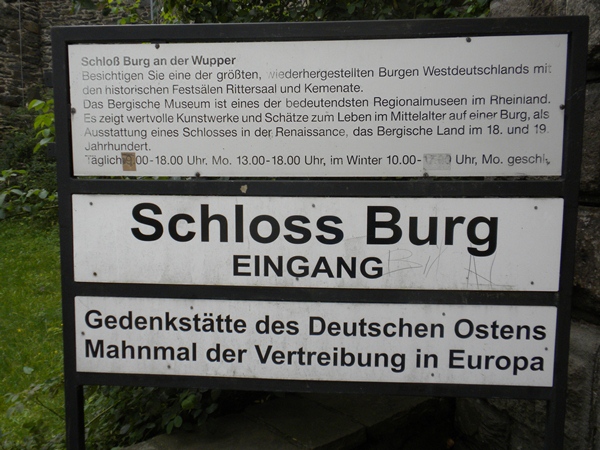 Schloß Burg an der Wupper
Besichtigen Sie eine der größten, wiederhergestellten Burgen Westdeutschlands mit
den historischen Festsälen Rittersaal und Kemenate.
Das Bergische Museum ist eines der bedeutendsten Regionalmuseen im Rheinland.
Es zeigt wertvolle Kunstwerke und Schätze zum Leben im Mittelalter auf einer Burg, als
Ausstattung eines Schlosses in der Renaissance, das Bergische Land im 18. und 19.
Jahrhundert.
Täglich .00-18.00 Uhr, Mo. 13.00-18.00 Uhr, im Winter 10.00- Uhr, Mo. geschl.
Schloss Burg
EINGANG
Gedenkstätte des Deutschen Ostens
Mahnmal der Vertreibung in Europa